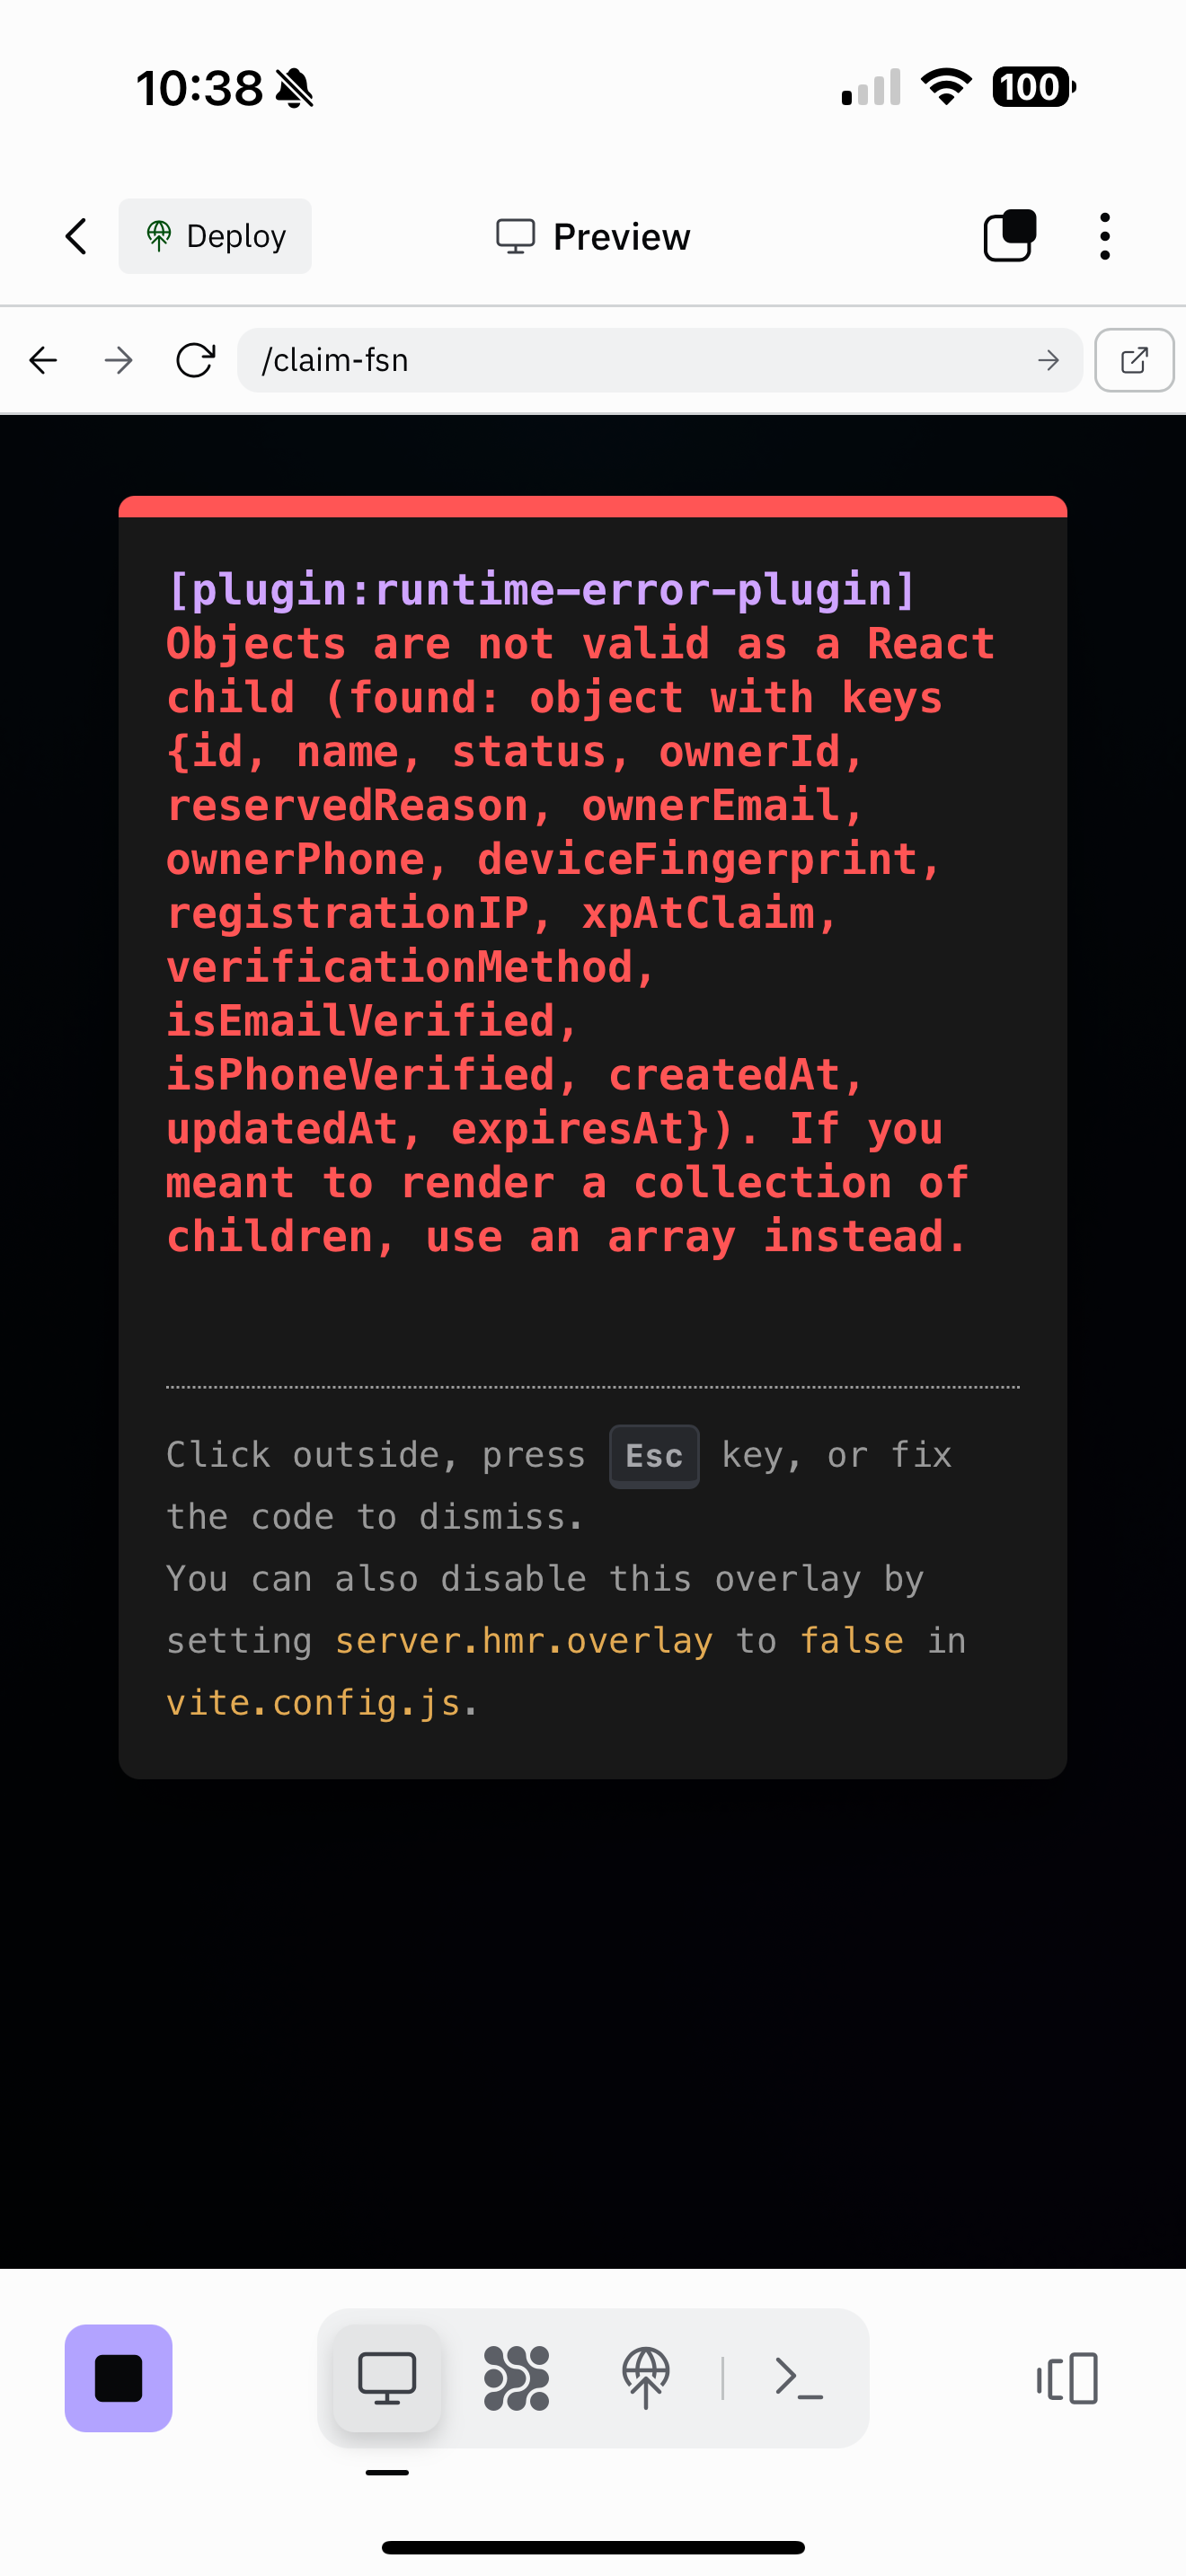 10:38
100
Deploy
Preview
/claim-fsn
[plugin:runtime-error-plugin]
Objects are not valid as a React
child (found: object with keys
{id, name, status, ownerId,
reservedReason, ownerEmail,
ownerPhone, deviceFingerprint,
registrationIP, xpAtClaim,
verificationMethod,
isEmailVerified,
isPhoneVerified, createdAt,
updatedAt, expiresAt}). If you
meant to render a collection of
children, use an array instead.
Click outside, press Esc key, or fix
the code to dismiss.
You can also disable this overlay by
setting server.hmr.overlay to false in
vite.config.js.